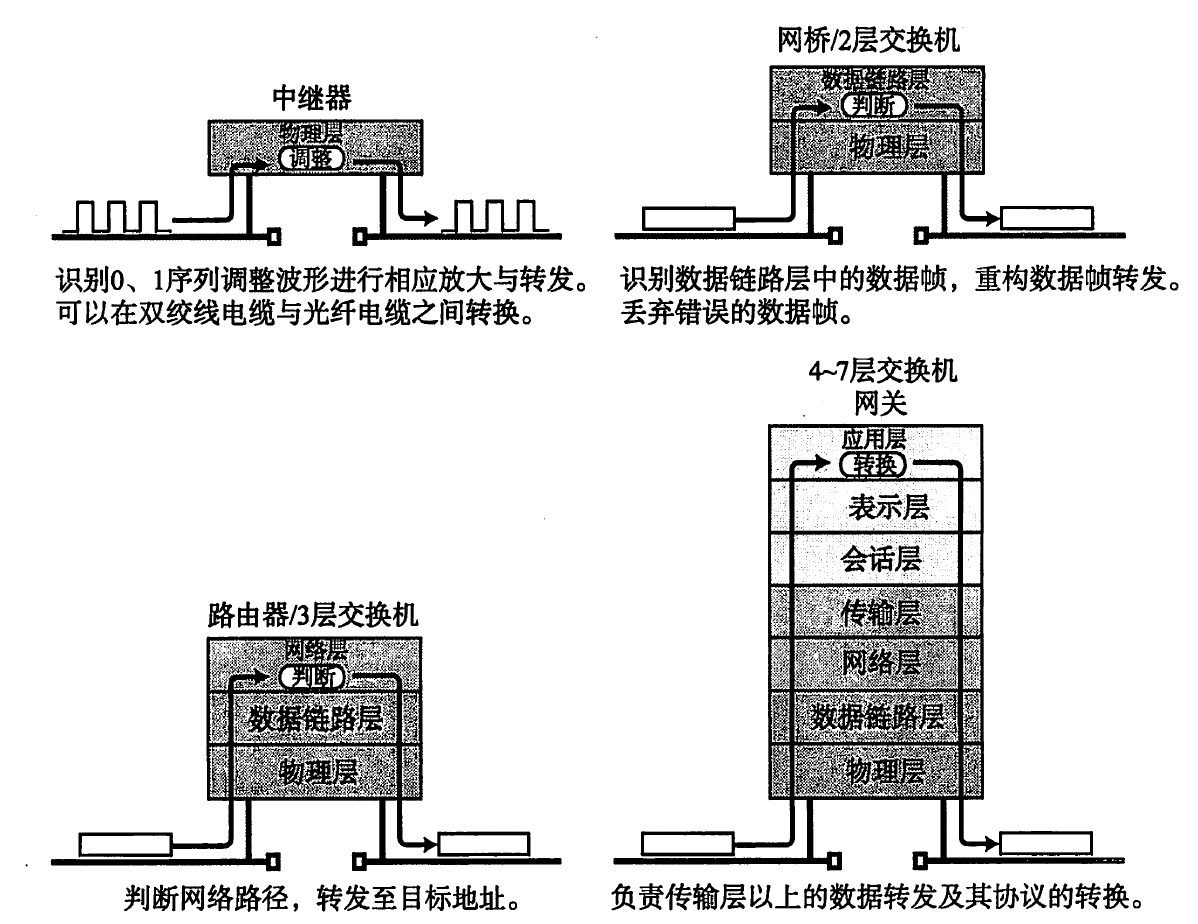 中继器
物理层
调整
识别0、1序列调整波形进行相应放大与转发。
可以在双绞线电缆与光纤电缆之间转换。
网桥/2层交换机
数据链路层
判断
物理层
识别数据链路层中的数据帧，重构数据帧转发。
丢弃错误的数据帧。
路由器/3层交换机
网络层
判断
数据链路层
物理层
判断网络路径，转发至目标地址。
4~7层交换机
网关
应用层
转换
表示层
会话层
传输层
网络层
数据链路层
物理层
负责传输层以上的数据转发及其协议的转换。